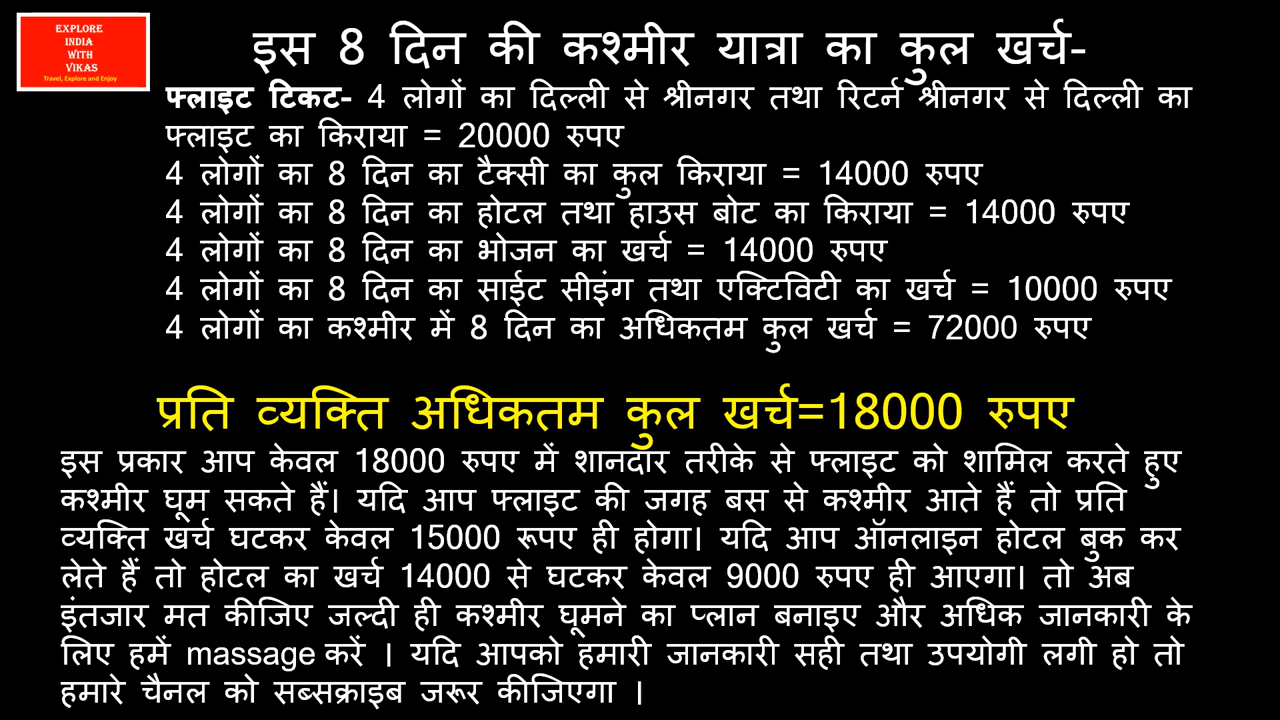 EXPLORE
INDIA
WITH
VIKAS
Travel, Explore and Enjoy
इस 8 दिन की कश्मीर यात्रा का कुल खर्च-
फ्लाइट टिकट- 4 लोगों का दिल्ली से श्रीनगर तथा रिटर्न श्रीनगर से दिल्ली का
फ्लाइट का किराया = 20000 रुपए
4 लोगों का 8 दिन का टैक्सी का कुल किराया = 14000 रुपए
4 लोगों का 8 दिन का होटल तथा हाउस बोट का किराया = 14000 रुपए
4 लोगों का 8 दिन का भोजन का खर्च = 14000 रुपए
4 लोगों का 8 दिन का साईट सीइंग तथा एक्टिविटी का खर्च = 10000 रुपए
4 लोगों का कश्मीर में 8 दिन का अधिकतम कुल खर्च = 72000 रुपए
प्रति व्यक्ति अधिकतम कुल खर्च=18000 रुपए
इस प्रकार आप केवल 18000 रुपए में शानदार तरीके से फ्लाइट को शामिल करते हुए
कश्मीर घूम सकते हैं। यदि आप फ्लाइट की जगह बस से कश्मीर आते हैं तो प्रति
व्यक्ति खर्च घटकर केवल 15000 रूपए ही होगा। यदि आप ऑनलाइन होटल बुक कर
लेते हैं तो होटल का खर्च 14000 से घटकर केवल 9000 रुपए ही आएगा। तो अब
इंतजार मत कीजिए जल्दी ही कश्मीर घूमने का प्लान बनाइए और अधिक जानकारी के
लिए हमें massage करें । यदि आपको हमारी जानकारी सही तथा उपयोगी लगी हो तो
हमारे चैनल को सब्सक्राइब जरूर कीजिएगा ।